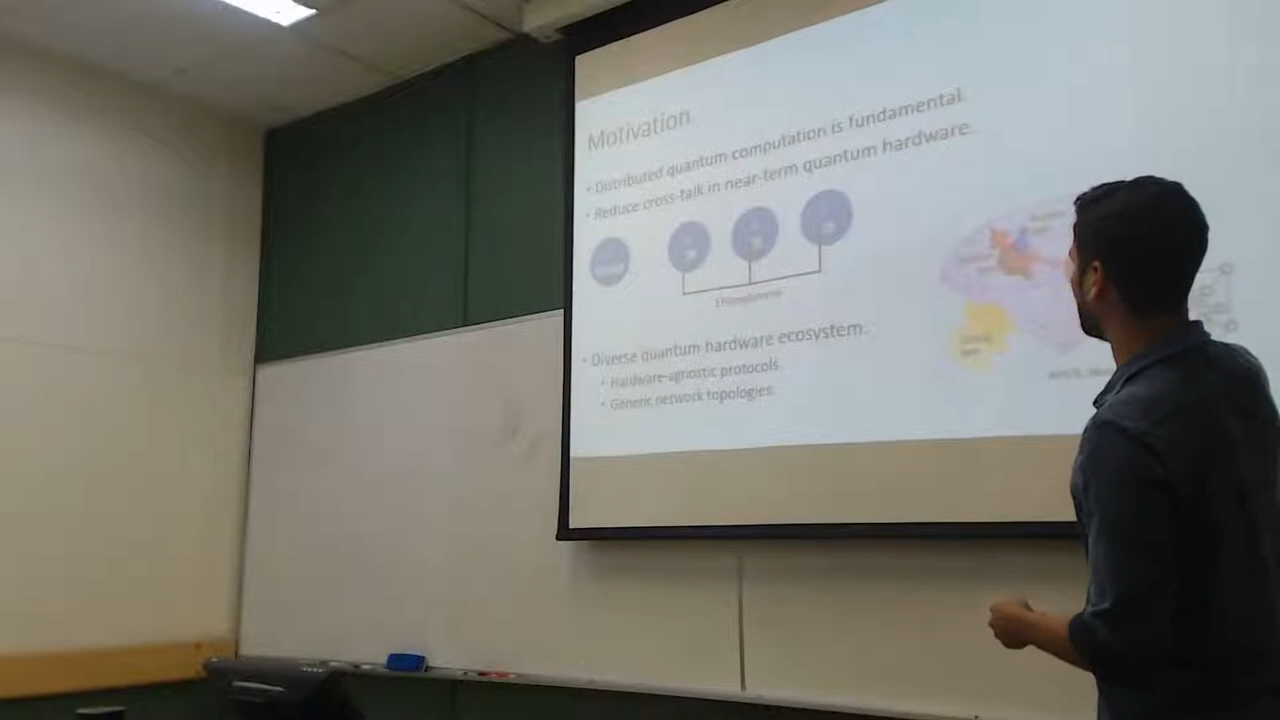 Motivation
• Distributed quantum computation is fundamental.
• Reduce cross-talk in near-term quantum hardware.
• Diverse quantum hardware ecosystem.
• Hardware-agnostic protocols.
• Generic network topologies.